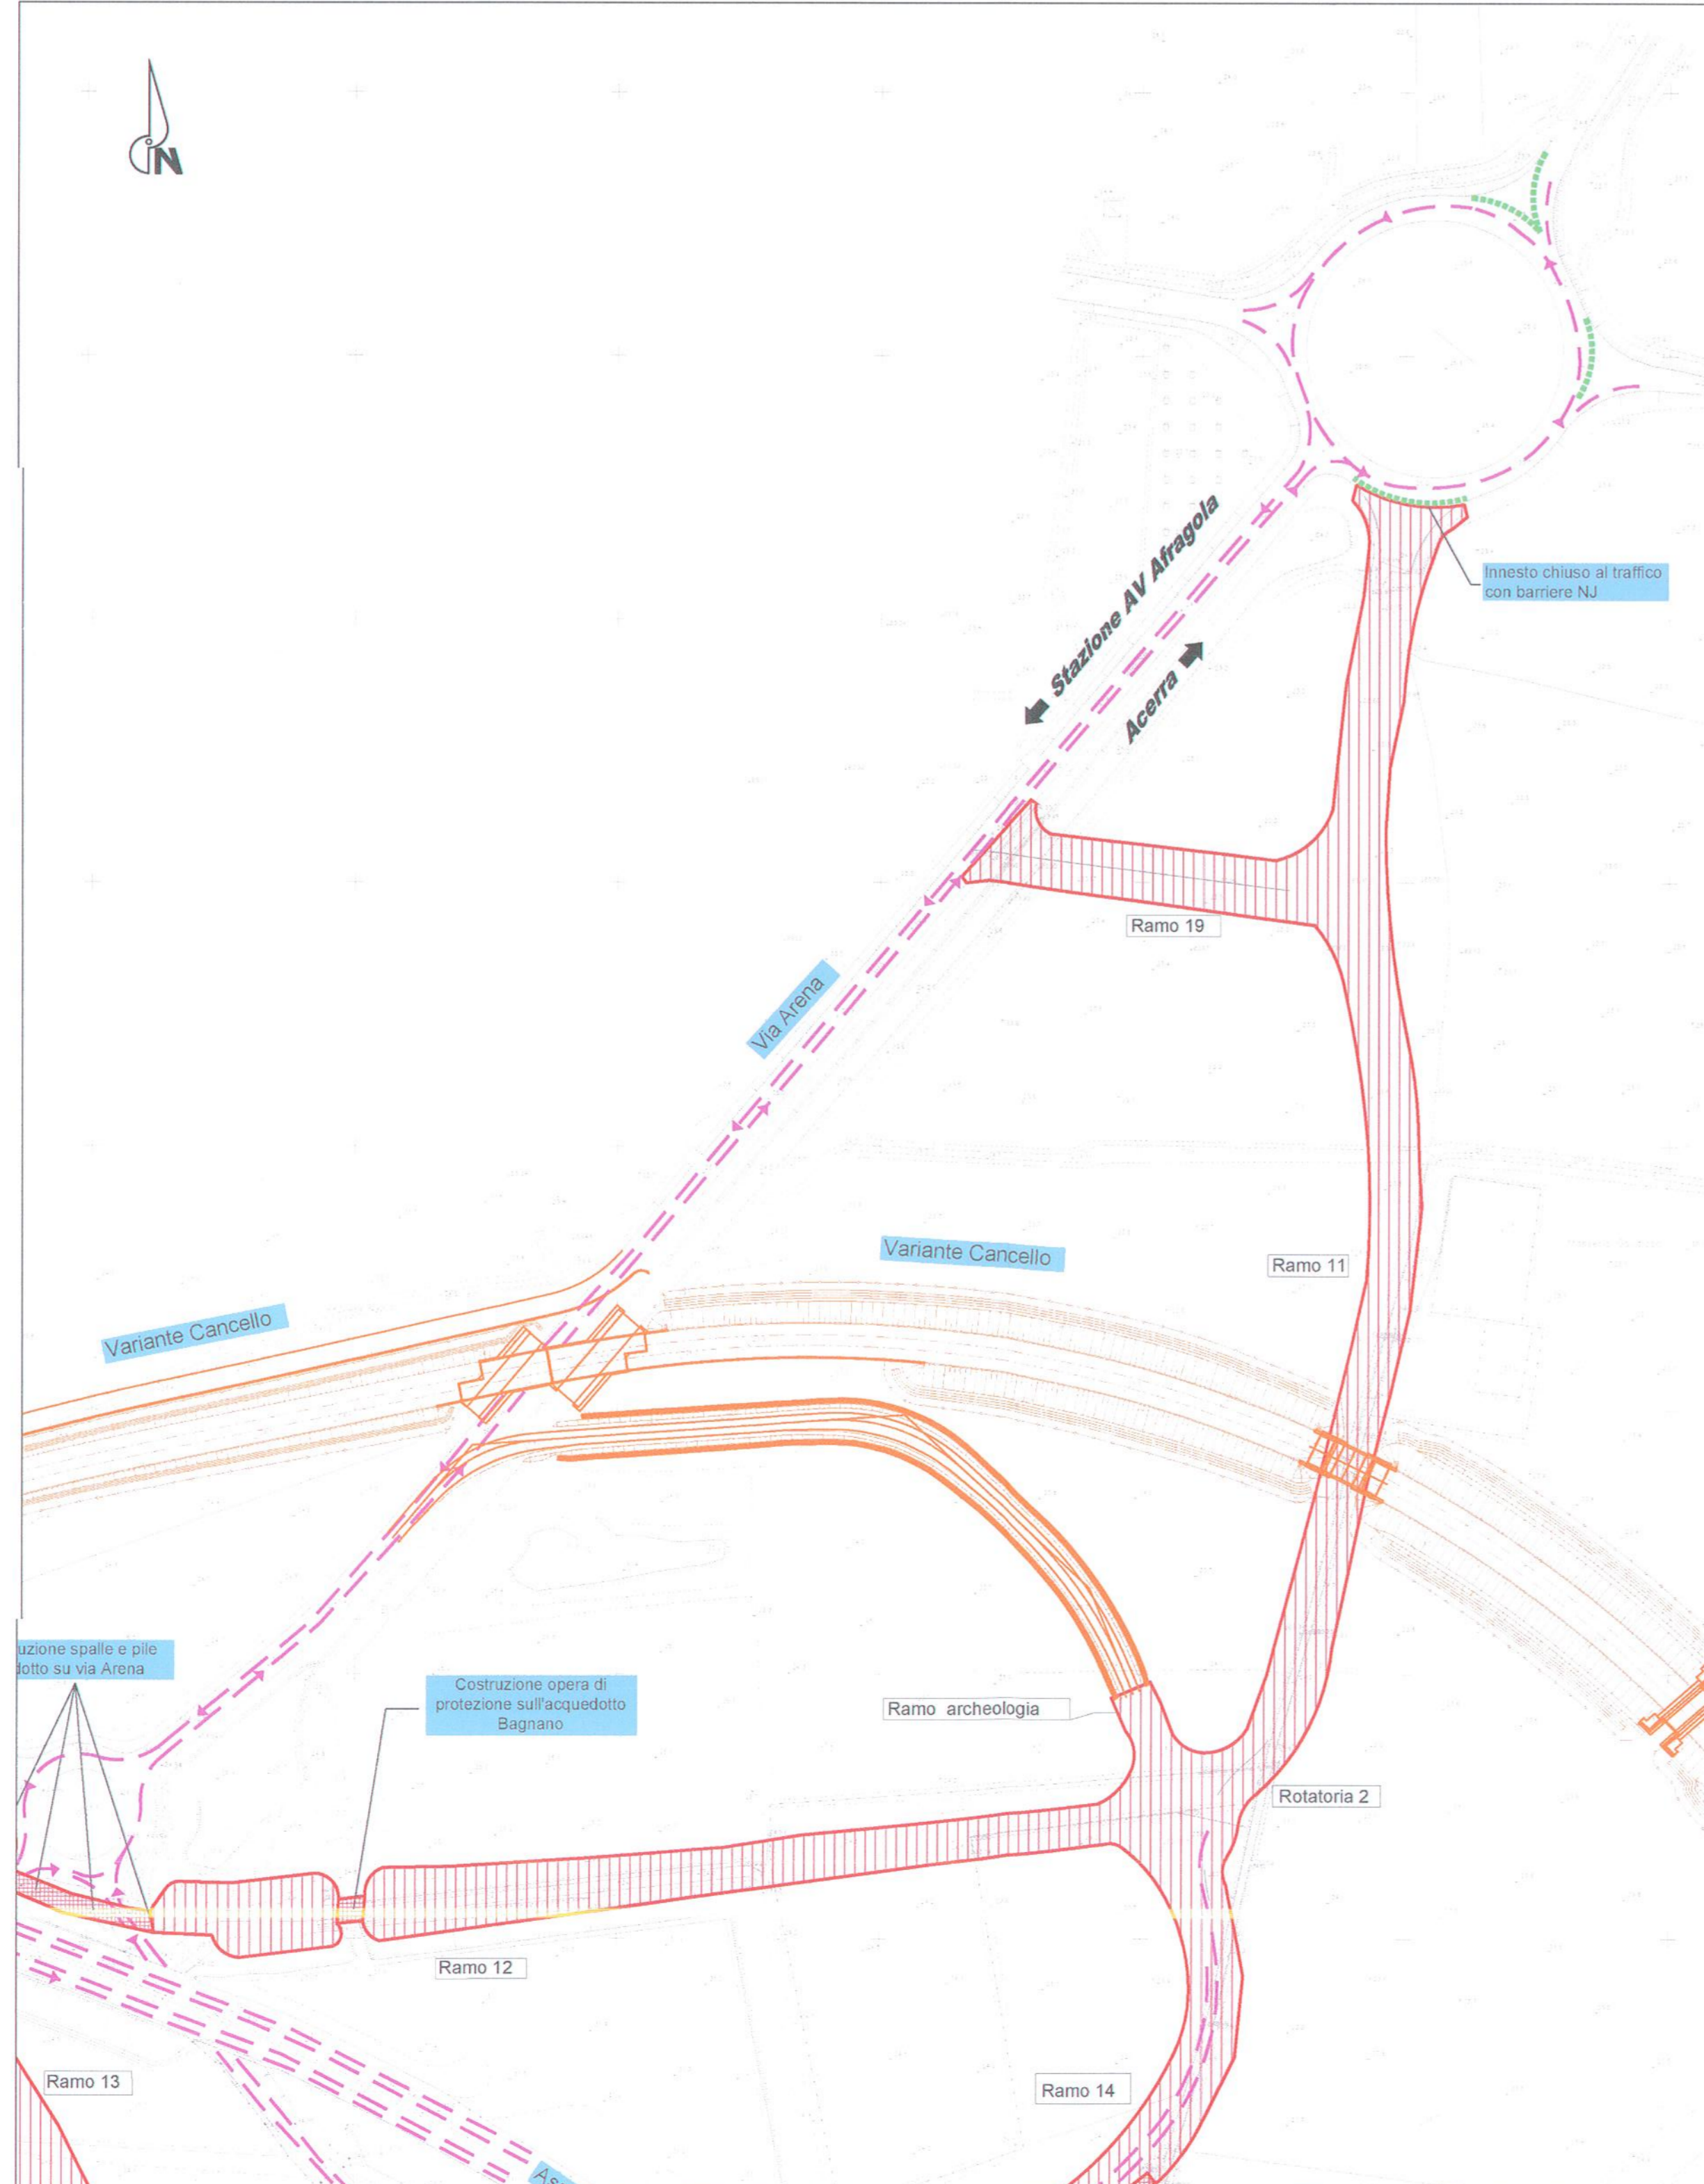 N
Stazione AV Afragola
Acerra
Innesto chiuso al traffico
con barriere NJ
Ramo 19
Via Arena
Variante Cancello
Ramo 11
Variante Cancello
uzione spalle e pile
dotto su via Arena
Costruzione opera di
protezione sull'acquedotto
Bagnano
Ramo archeologia
Rotatoria 2
Ramo 12
Ramo 13
Ramo 14